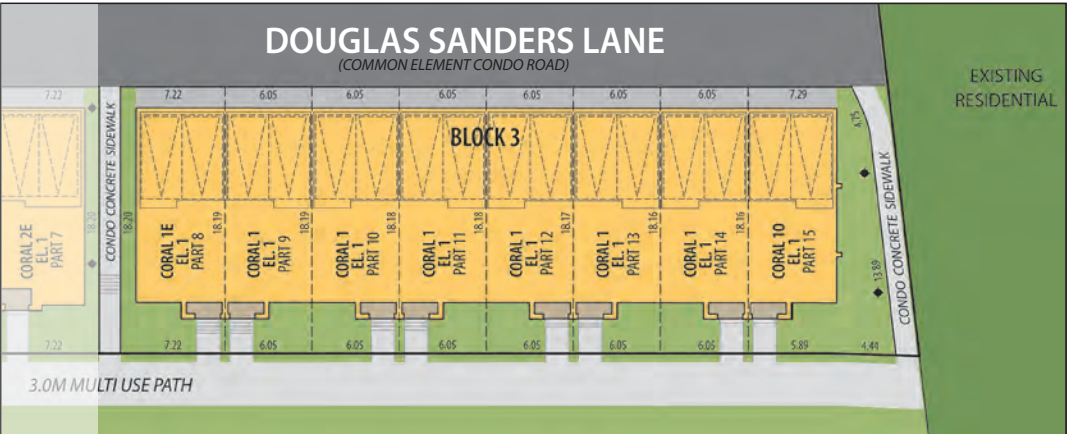 DOUGLAS SANDERS LANE
(COMMON ELEMENT CONDO ROAD)
EXISTING
RESIDENTIAL
7.22
7.22
6.05
6.05
6.05
6.05
6.05
6.05
7.29
BLOCK 3
4.75
CONDO CONCRETE SIDEWALK
CONDO CONCRETE SIDEWALK
18.20
18.20
18.19
18.19
18.18
18.18
18.17
18.16
18.16
13.89
CORAL 2E
EL. 1
PART 7
CORAL 1E
EL. 1
PART 8
CORAL 1
EL. 1
PART 9
CORAL 1
EL. 1
PART 10
CORAL 1
EL. 1
PART 11
CORAL 1
EL. 1
PART 12
CORAL 1
EL. 1
PART 13
CORAL 1
EL. 1
PART 14
CORAL 10
EL. 1
PART 15
7.22
7.22
6.05
6.05
6.05
6.05
6.05
6.05
5.89
4.44
3.0M MULTI USE PATH